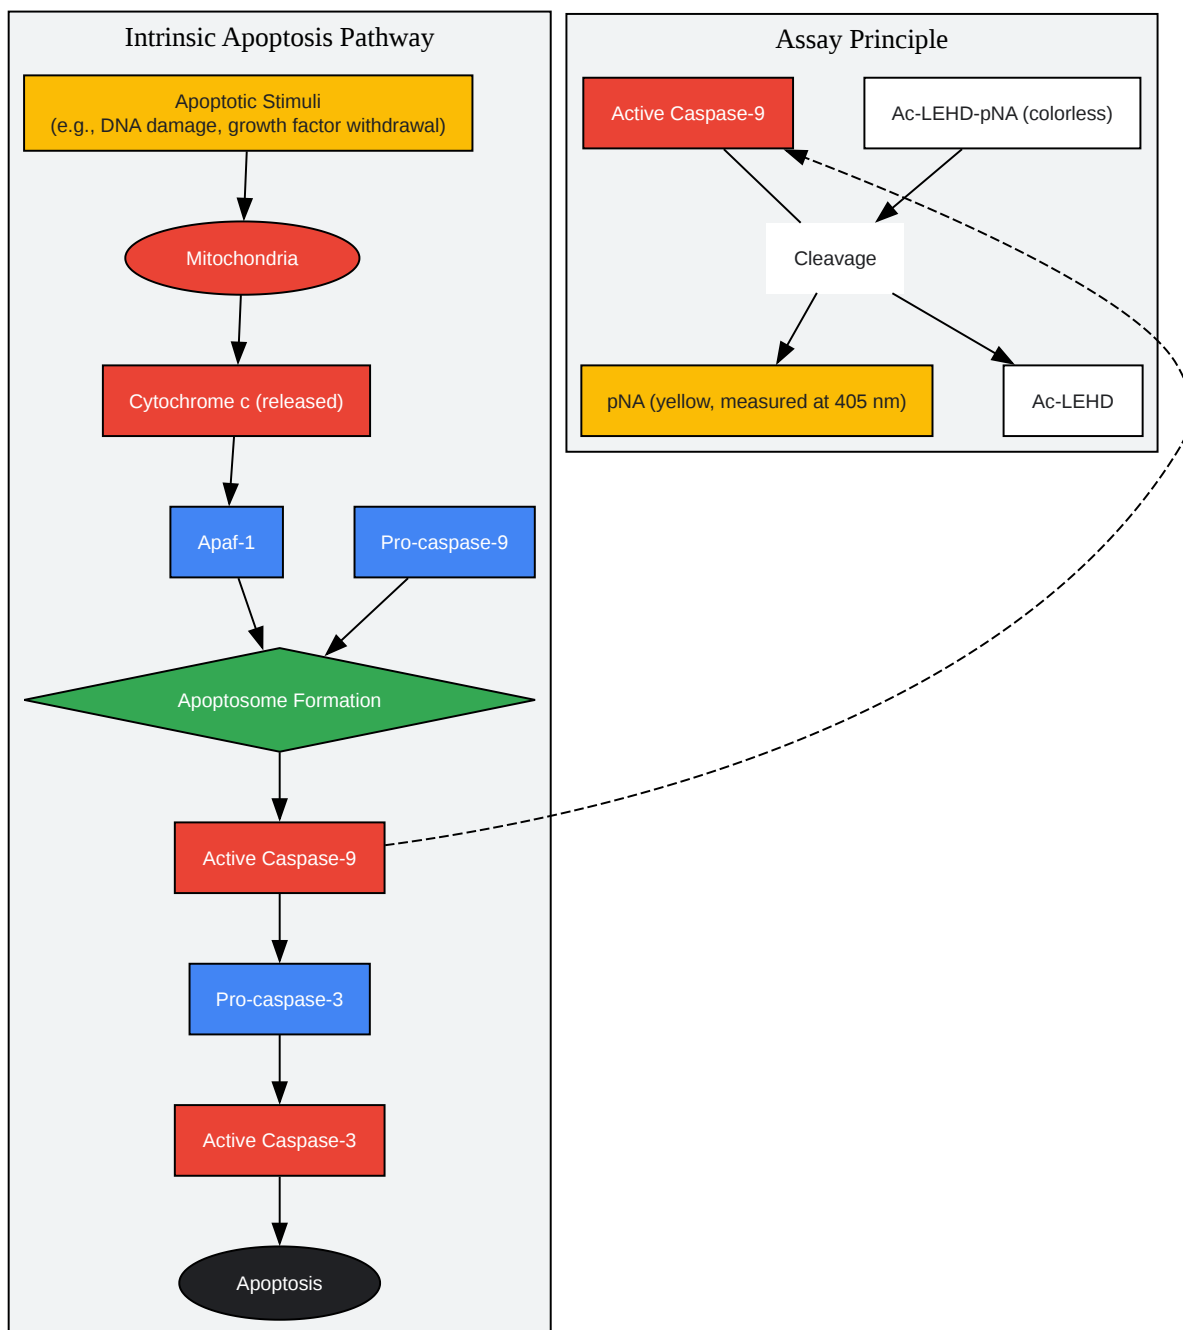 Intrinsic Apoptosis Pathway
Apoptotic Stimuli
(e.g., DNA damage, growth factor withdrawal)
Mitochondria
Cytochrome c (released)
Apaf-1
Pro-caspase-9
Apoptosome Formation
Active Caspase-9
Pro-caspase-3
Active Caspase-3
Apoptosis
Assay Principle
Active Caspase-9
Ac-LEHD-pNA (colorless)
Cleavage
pNA (yellow, measured at 405 nm)
Ac-LEHD